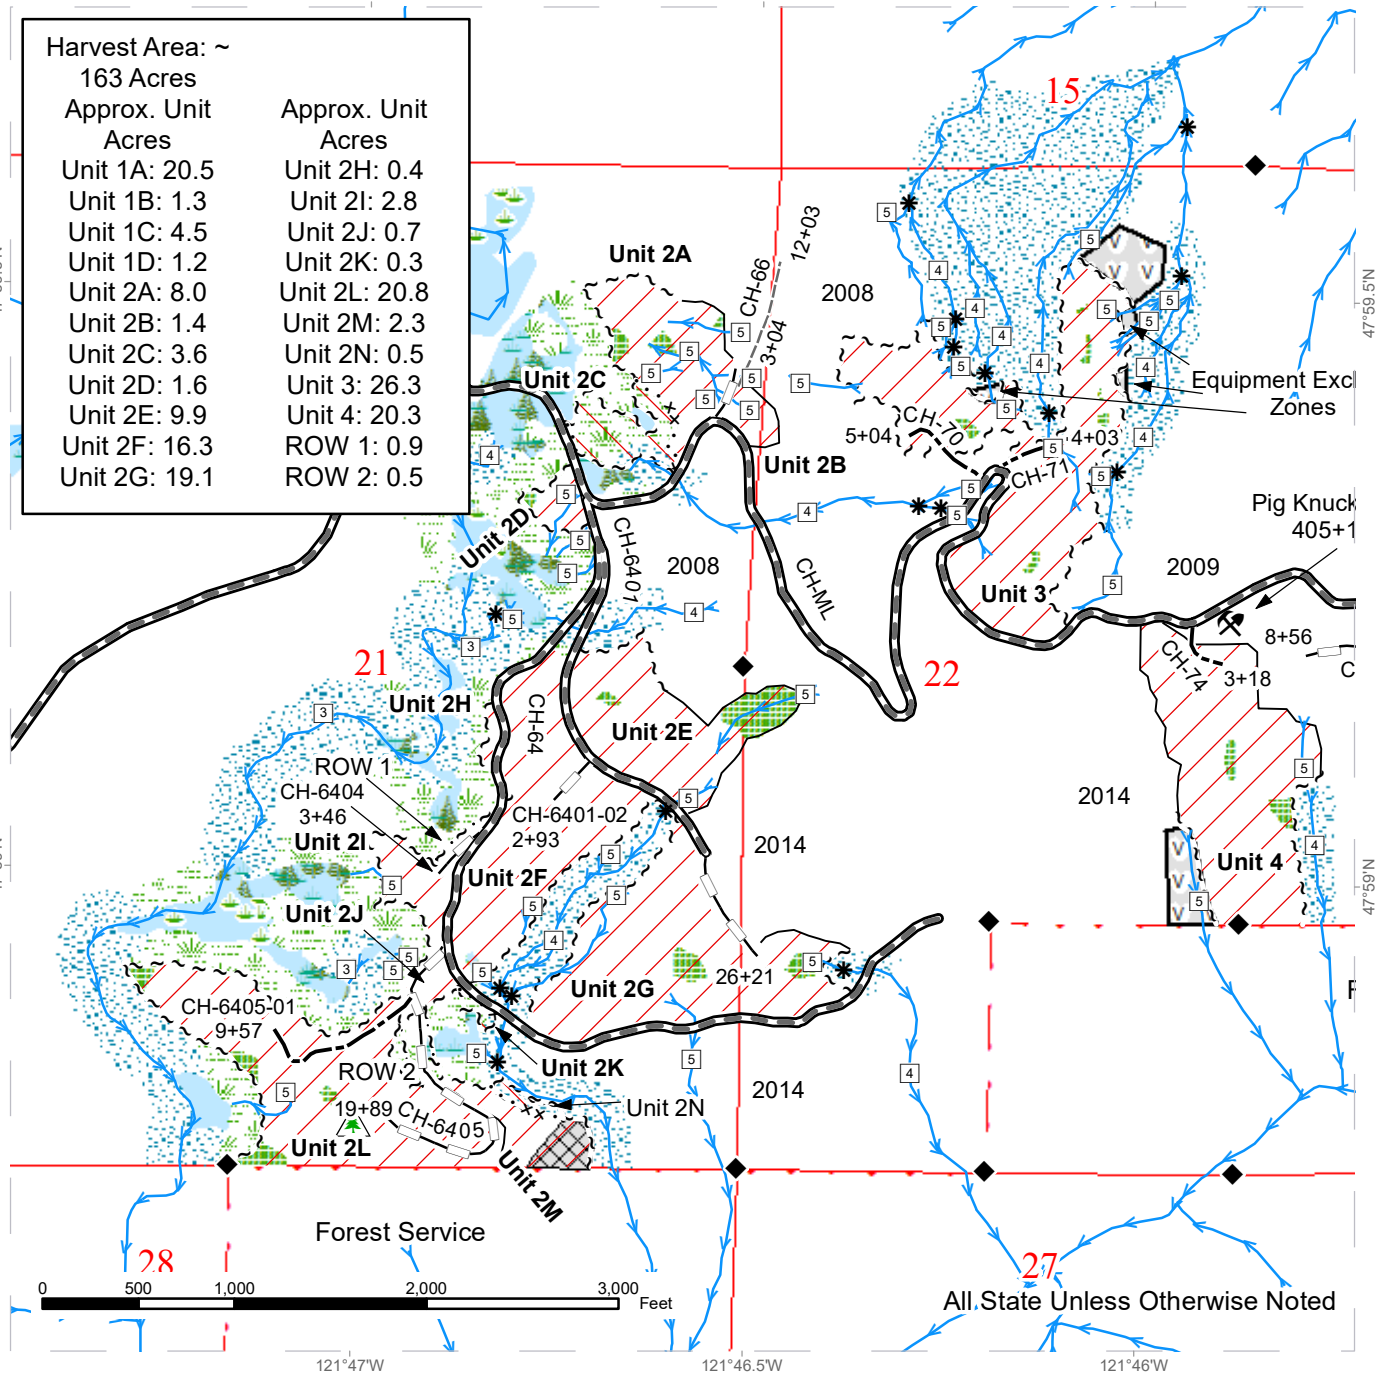 Harvest Area: ~
163 Acres
Approx. Unit
Acres
Unit 1A: 20.5
Unit 1B: 1.3
Unit 1C: 4.5
Unit 1D: 1.2
Unit 2A: 8.0
Unit 2B: 1.4
Unit 2C: 3.6
Unit 2D: 1.6
Unit 2E: 9.9
Unit 2F: 16.3
Unit 2G: 19.1
Approx. Unit
Acres
Unit 2H: 0.4
Unit 2I: 2.8
Unit 2J: 0.7
Unit 2K: 0.3
Unit 2L: 20.8
Unit 2M: 2.3
Unit 2N: 0.5
Unit 3: 26.3
Unit 4: 20.3
ROW 1: 0.9
ROW 2: 0.5
15
Unit 2A
12+03
CH-66
3+04
2008
47°59.5'N
Unit 2C
Equipment Excl
Zones
CH-70
5+04
4+03
CH-71
Unit 2B
Pig Knuck
405+1
Unit 2D
CH-6401
2008
CH-ML
Unit 3
2009
8+56
C
CH-74
3+18
21
22
Unit 2H
CH-64
Unit 2E
ROW 1
CH-6404
3+46
Unit 2I
CH-6401-02
2+93
2014
2014
Unit 4
47°59'N
Unit 2F
Unit 2J
26+21
Unit 2G
CH-6405-01
9+57
Unit 2K
ROW 2
2014
19+89
CH-6405
Unit 2N
Unit 2L
Unit 2M
Forest Service
28
27
0 500 1,000 2,000 3,000
Feet
All State Unless Otherwise Noted
121°47'W
121°46.5'W
121°46'W